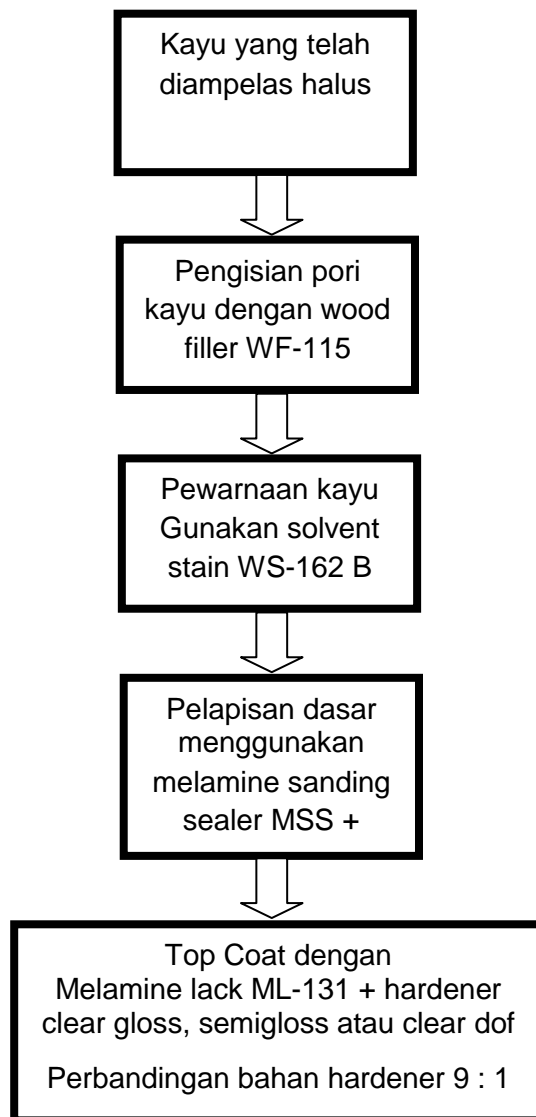 Kayu yang telah
diampelas halus
Pengisian pori
kayu dengan wood
filler WF-115
Pewarnaan kayu
Gunakan solvent
stain WS-162 B
Pelapisan dasar
menggunakan
melamine sanding
sealer MSS +
Top Coat dengan
Melamine lack ML-131 + hardener
clear gloss, semigloss atau clear dof
Perbandingan bahan hardener 9 : 1